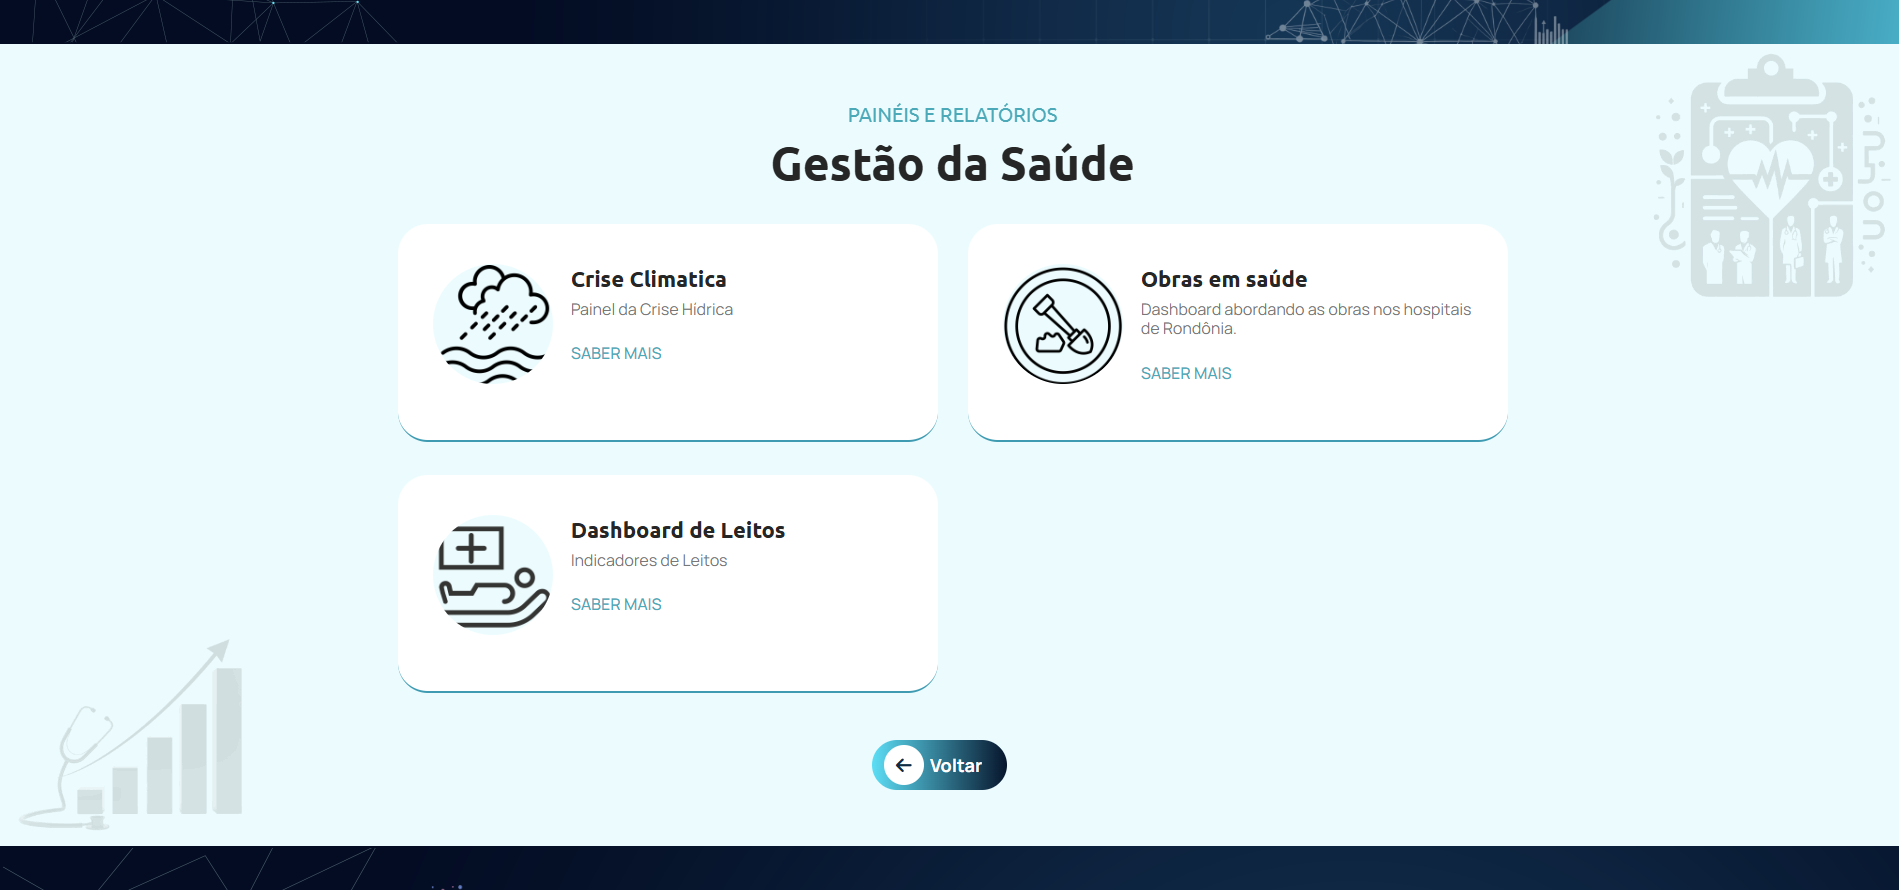 PAINÉIS E RELATÓRIOS
Gestão da Saúde
Crise Climatica
Painel da Crise Hídrica
SABER MAIS
Obras em saúde
Dashboard abordando as obras nos hospitais
de Rondônia.
SABER MAIS
Dashboard de Leitos
Indicadores de Leitos
SABER MAIS
Voltar